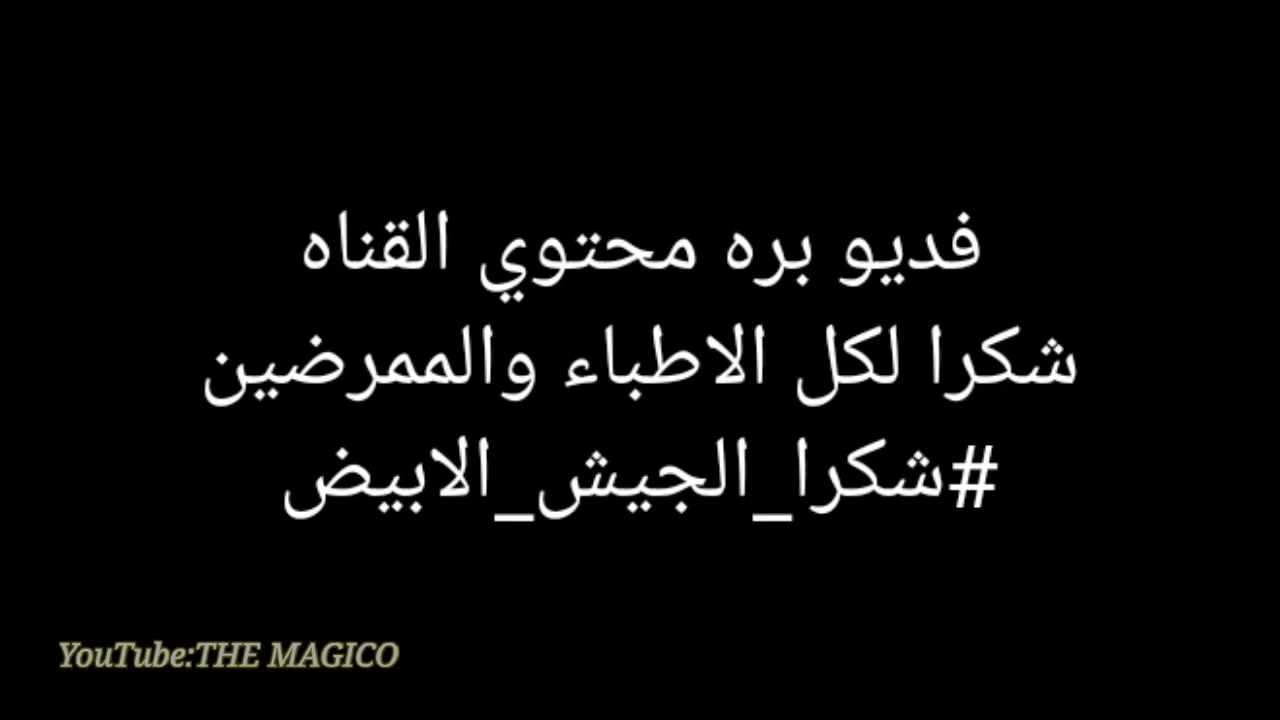 فديو بره محتوي القناه
شكرا لكل الاطباء والممرضين
#شكرا_الجيش_الابيض
YouTube:THE MAGICO